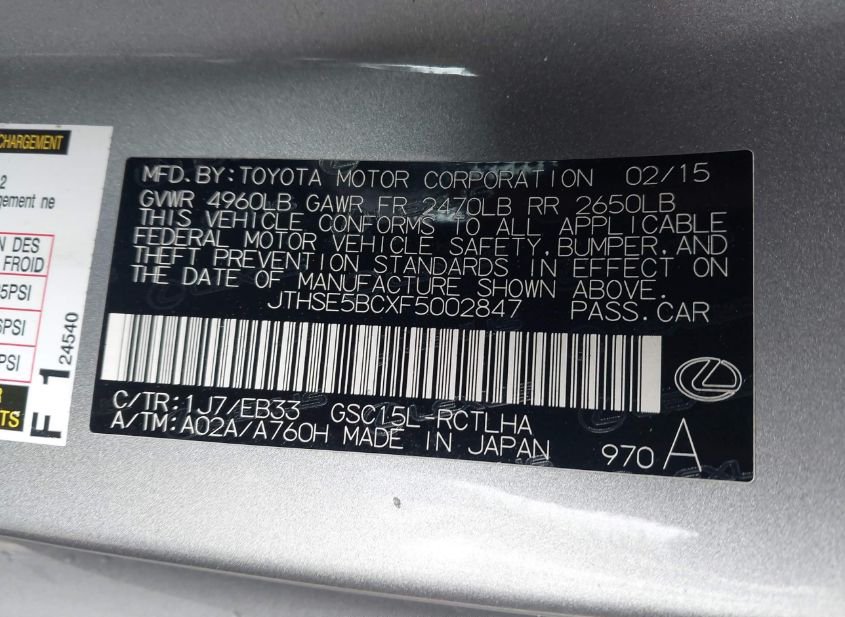 CHARGEMENT
2
gement ne
N DES
FROID
5PSI
PSI
PSI
TS
F 1 24540
MFD.BY:TOYOTA MOTOR CORPORATION 02/15
GVWR 4960LB GAWR FR 2470LB RR 2650LB
THIS VEHICLE CONFORMS TO ALL APPLICABLE
FEDERAL MOTOR VEHICLE SAFETY,BUMPER,AND
THEFT PREVENTION STANDARDS IN EFFECT ON
THE DATE OF MANUFACTURE SHOWN ABOVE.
JTHSE5BCXF5002847 PASS.CAR
C/TR:1J7/EB33 GSC15L-RCTLHA
A/TM:A02A/A760H MADE IN JAPAN
970 A